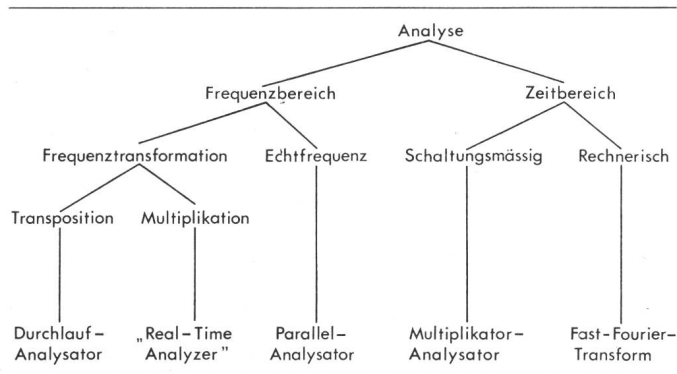 Analyse
Frequenzbereich Zeitbereich
Frequenztransformation Echtfrequenz Schaltungsmässig Rechnerisch
Transposition Multiplikation
Durchlauf– „Real–Time Parallel– Multiplikator– Fast–Fourier–
Analysator Analyzer” Analysator Analysator Transform